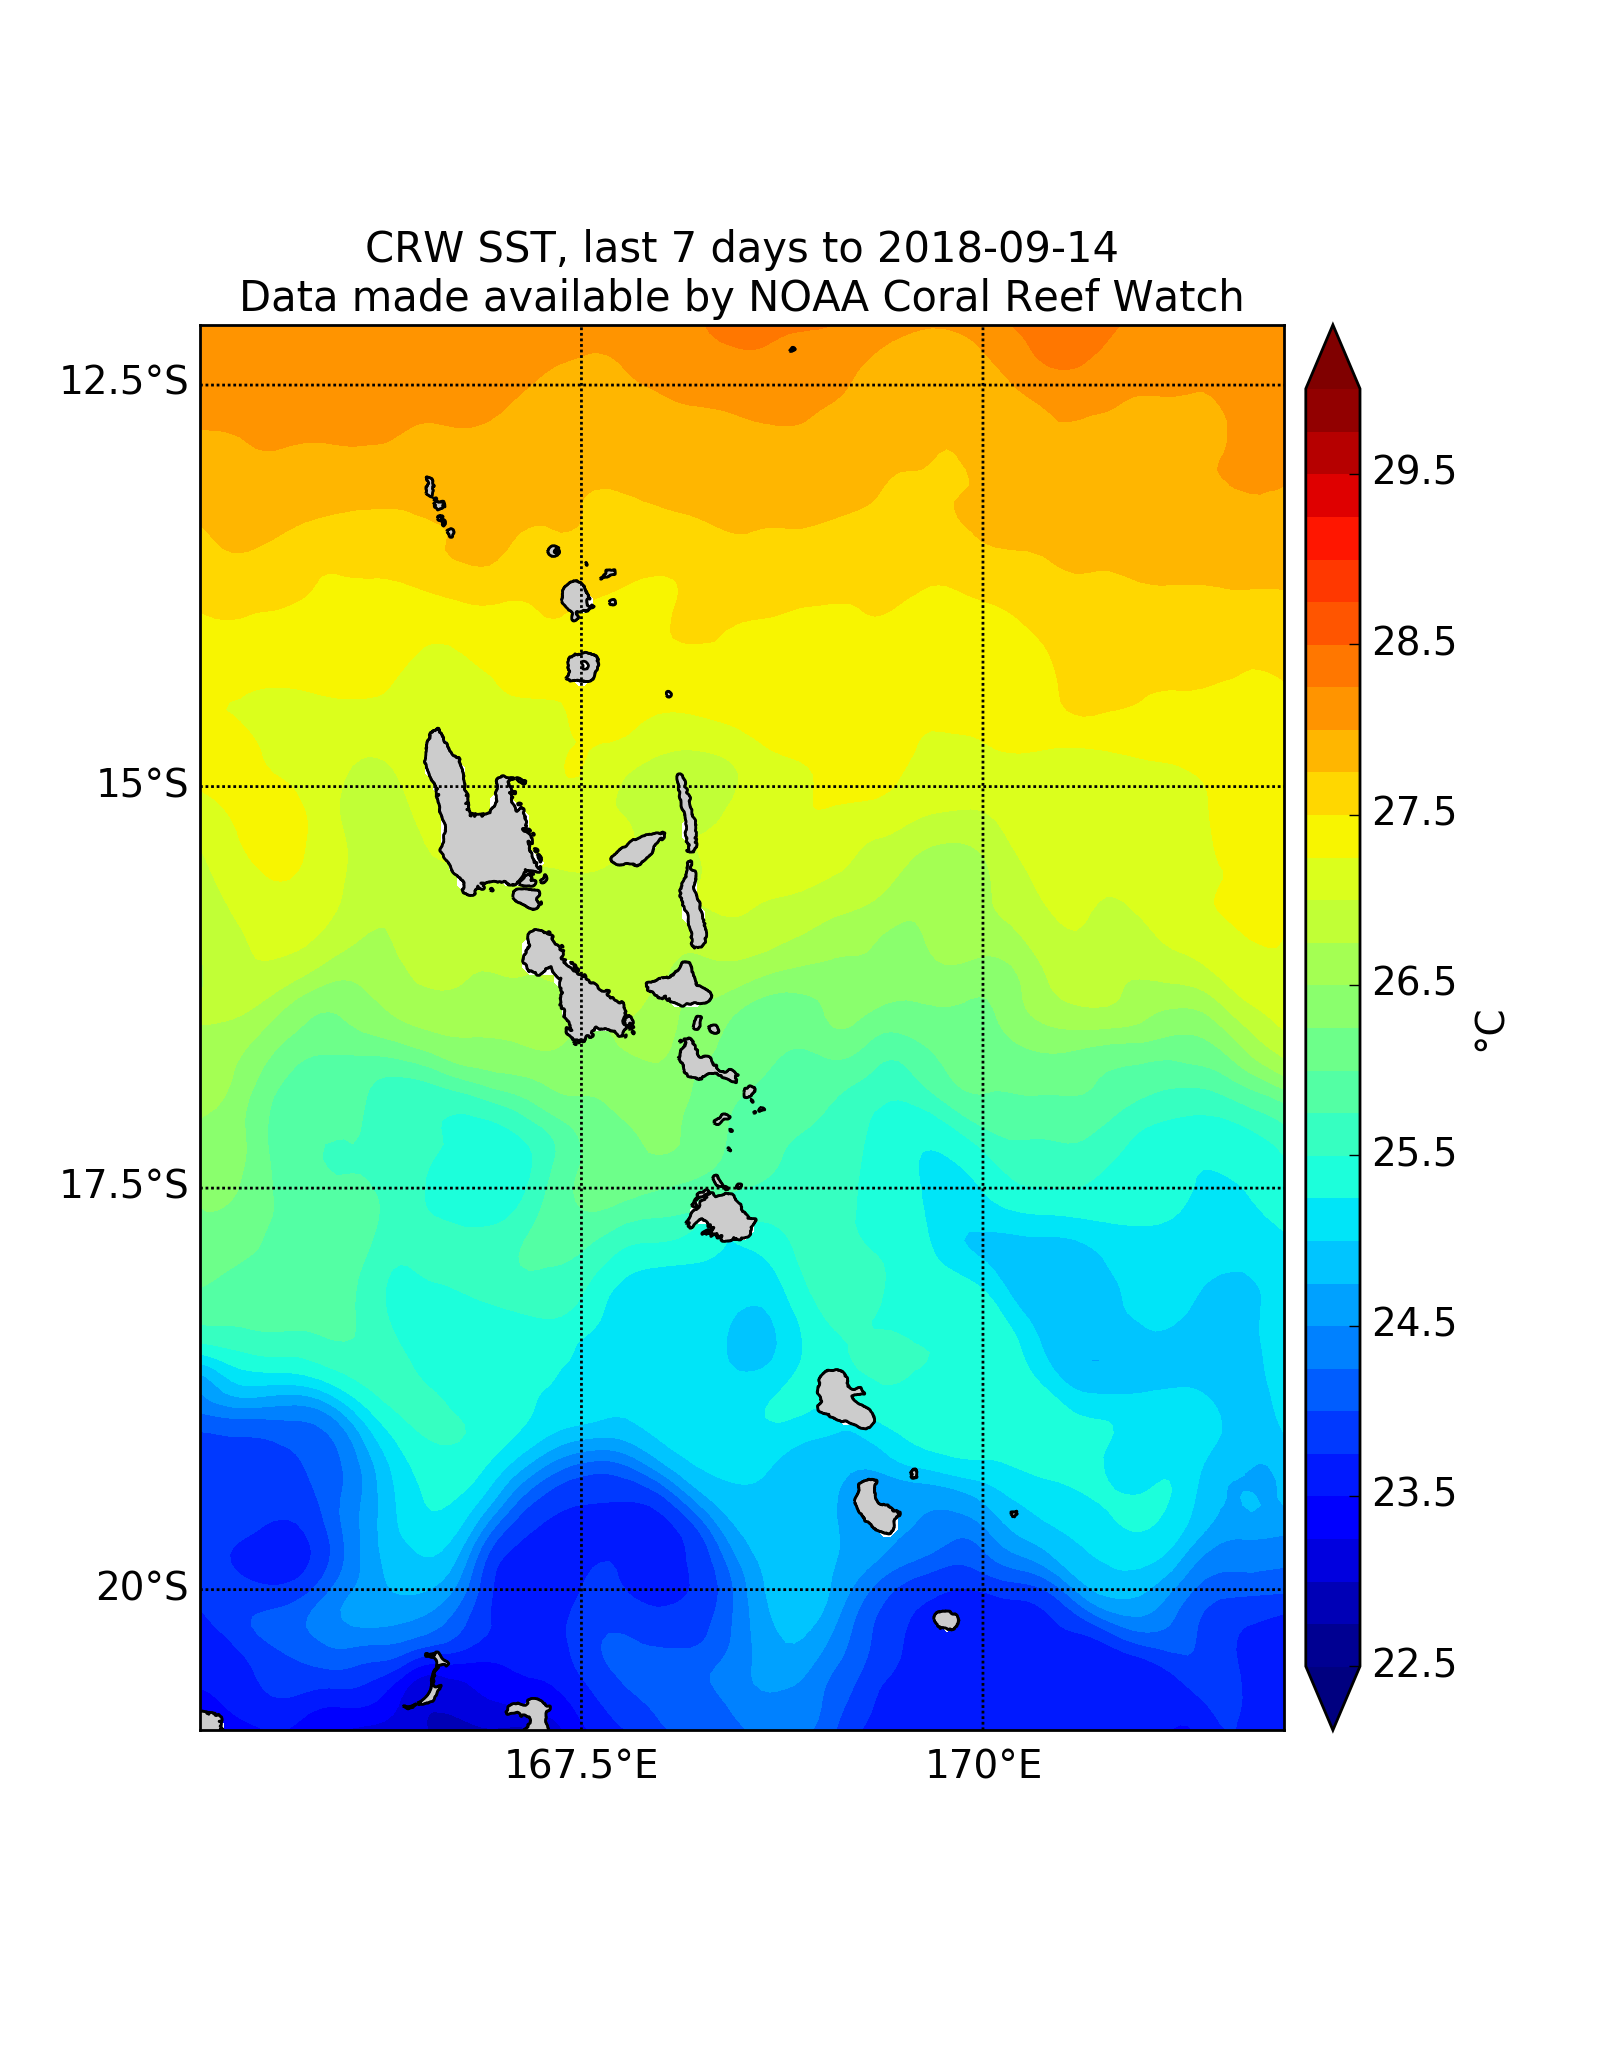 CRW SST, last 7 days to 2018-09-14
Data made available by NOAA Coral Reef Watch
12.5°S
15°S
17.5°S
20°S
167.5°E
170°E
29.5
28.5
27.5
26.5
25.5
24.5
23.5
22.5
°C